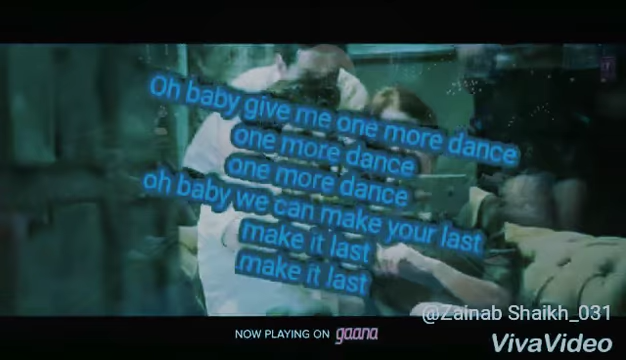 Oh baby give me one more dance
one more dance
one more dance
oh baby we can make your last
make it last
make it last
@Zainab Shaikh_031
NOW PLAYING ON gaana
VivaVideo